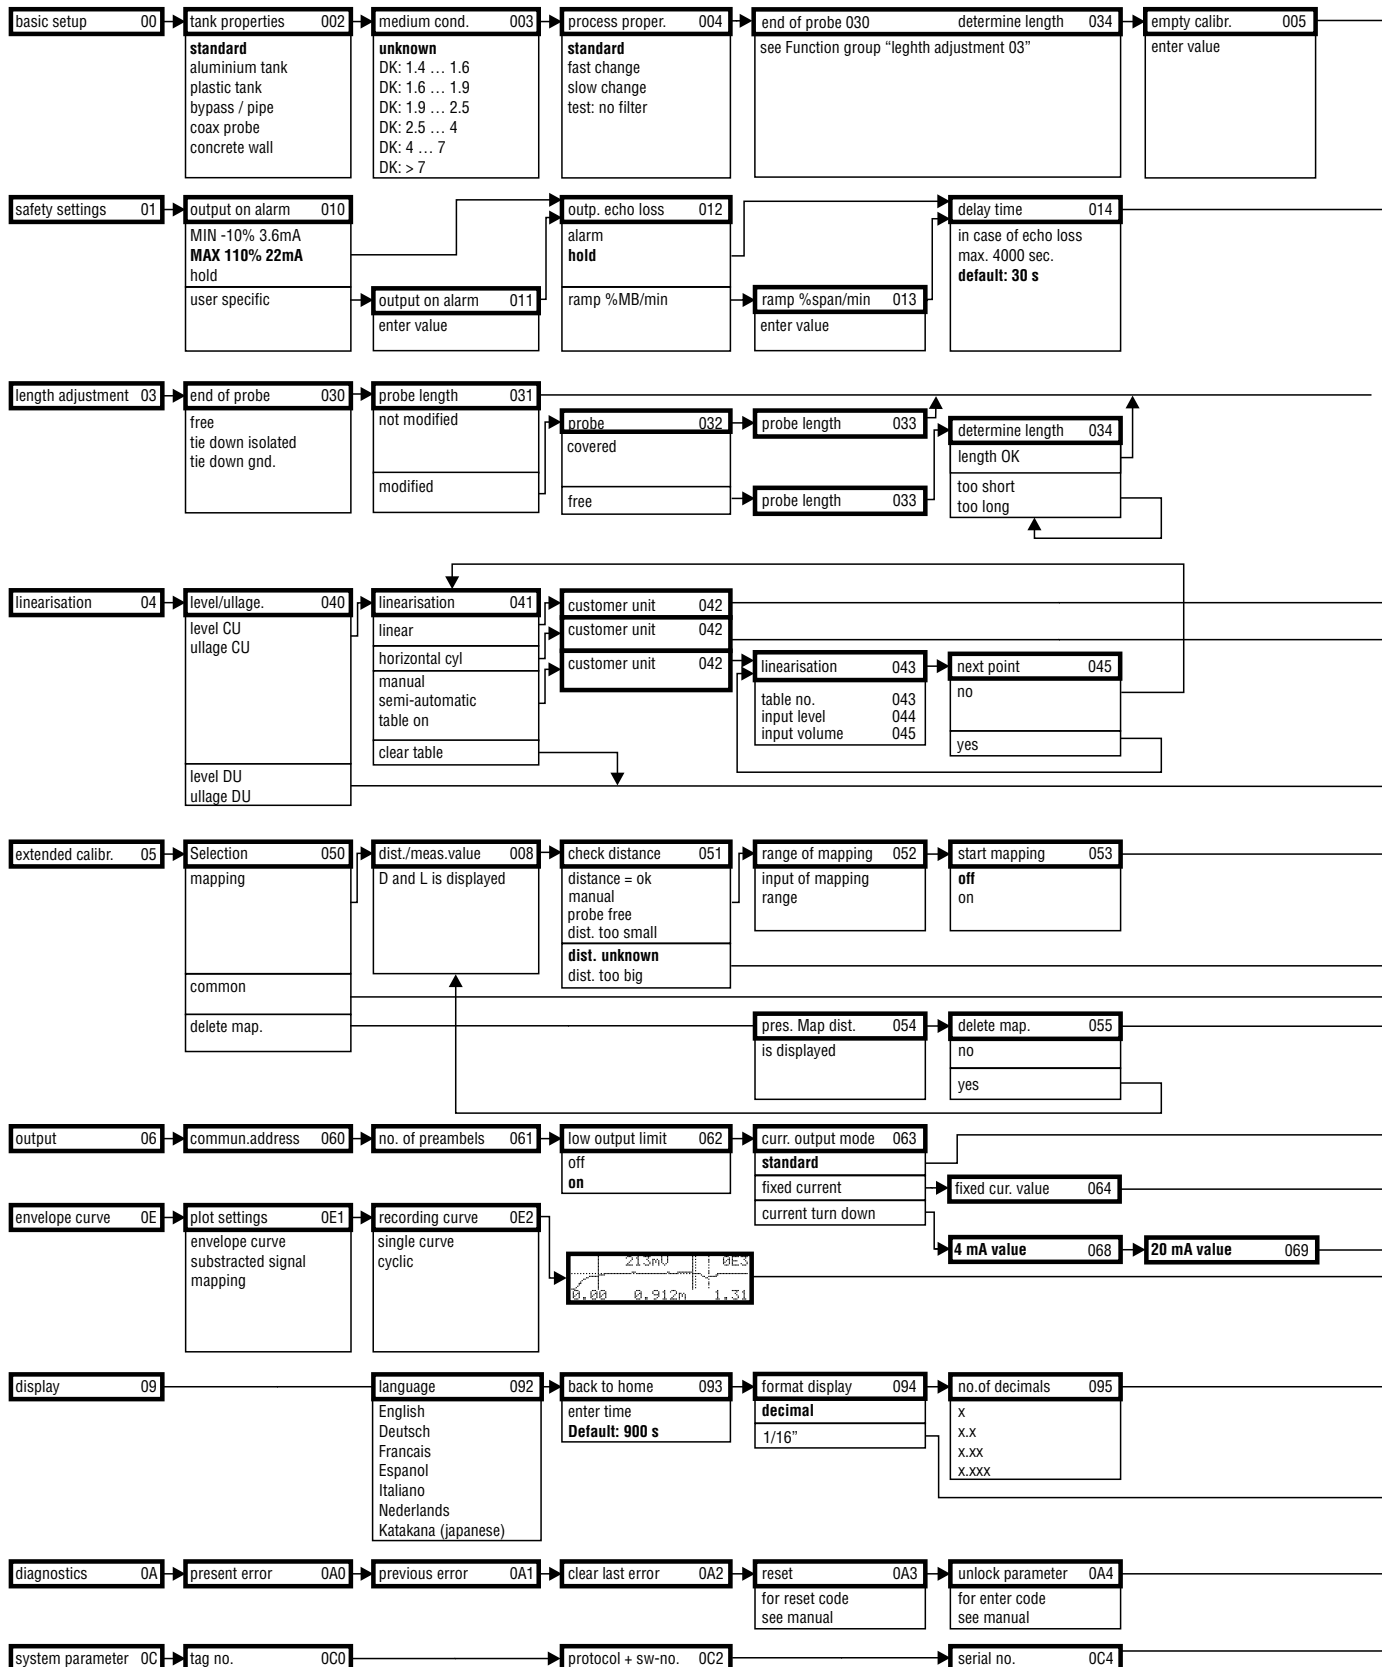 basic setup 00
tank properties 002
standard
aluminium tank
plastic tank
bypass / pipe
coax probe
concrete wall
medium cond. 003
unknown
DK: 1.4 … 1.6
DK: 1.6 … 1.9
DK: 1.9 … 2.5
DK: 2.5 … 4
DK: 4 … 7
DK: > 7
process proper. 004
standard
fast change
slow change
test: no filter
end of probe 030 determine length 034
see Function group “leghth adjustment 03”
empty calibr. 005
enter value
safety settings 01
output on alarm 010
MIN -10% 3.6mA
MAX 110% 22mA
hold
user specific
output on alarm 011
enter value
outp. echo loss 012
alarm
hold
ramp %MB/min
ramp %span/min 013
enter value
delay time 014
in case of echo loss
max. 4000 sec.
default: 30 s
length adjustment 03
end of probe 030
free
tie down isolated
tie down gnd.
probe length 031
not modified
modified
probe 032
covered
free
probe length 033
probe length 033
determine length 034
length OK
too short
too long
linearisation 04
level/ullage. 040
level CU
ullage CU
level DU
ullage DU
linearisation 041
linear
horizontal cyl
manual
semi-automatic
table on
clear table
customer unit 042
customer unit 042
customer unit 042
linearisation 043
table no. 043
input level 044
input volume 045
next point 045
no
yes
extended calibr. 05
Selection 050
mapping
common
delete map.
dist./meas.value 008
D and L is displayed
check distance 051
distance = ok
manual
probe free
dist. too small
dist. unknown
dist. too big
range of mapping 052
input of mapping
range
start mapping 053
off
on
pres. Map dist. 054
is displayed
delete map. 055
no
yes
output 06
commun.address 060
no. of preambels 061
low output limit 062
off
on
curr. output mode 063
standard
fixed current
current turn down
fixed cur. value 064
4 mA value 068
20 mA value 069
envelope curve 0E
plot settings 0E1
envelope curve
substracted signal
mapping
recording curve 0E2
single curve
cyclic
213mV 0E3
0.00 0.912m 1.31
display 09
language 092
English
Deutsch
Francais
Espanol
Italiano
Nederlands
Katakana (japanese)
back to home 093
enter time
Default: 900 s
format display 094
decimal
1/16”
no.of decimals 095
x
x.x
x.xx
x.xxx
diagnostics 0A
present error 0A0
previous error 0A1
clear last error 0A2
reset 0A3
for reset code
see manual
unlock parameter 0A4
for enter code
see manual
system parameter 0C
tag no. 0C0
protocol + sw-no. 0C2
serial no. 0C4